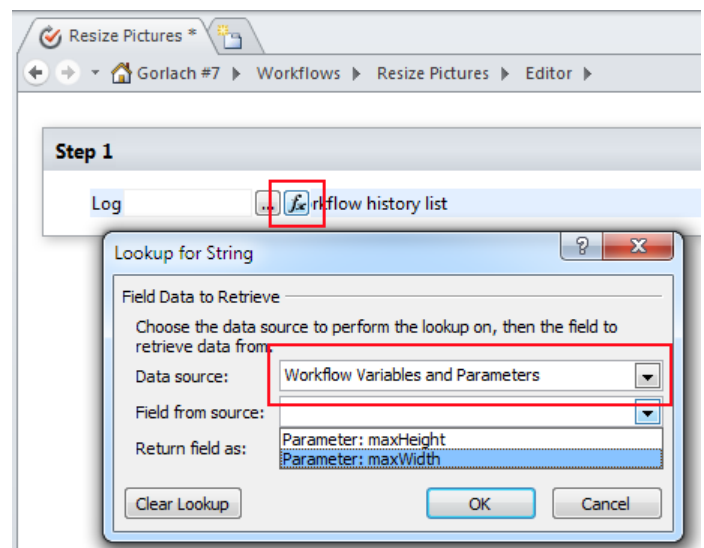 Resize Pictures *
Gorlach #7 Workflows Resize Pictures Editor
Step 1
Log ... fx rkflow history list
Lookup for String ? X
Field Data to Retrieve
Choose the data source to perform the lookup on, then the field to
retrieve data from.
Data source: Workflow Variables and Parameters
Field from source:
Parameter: maxHeight
Return field as:
Parameter: maxWidth
Clear Lookup OK Cancel